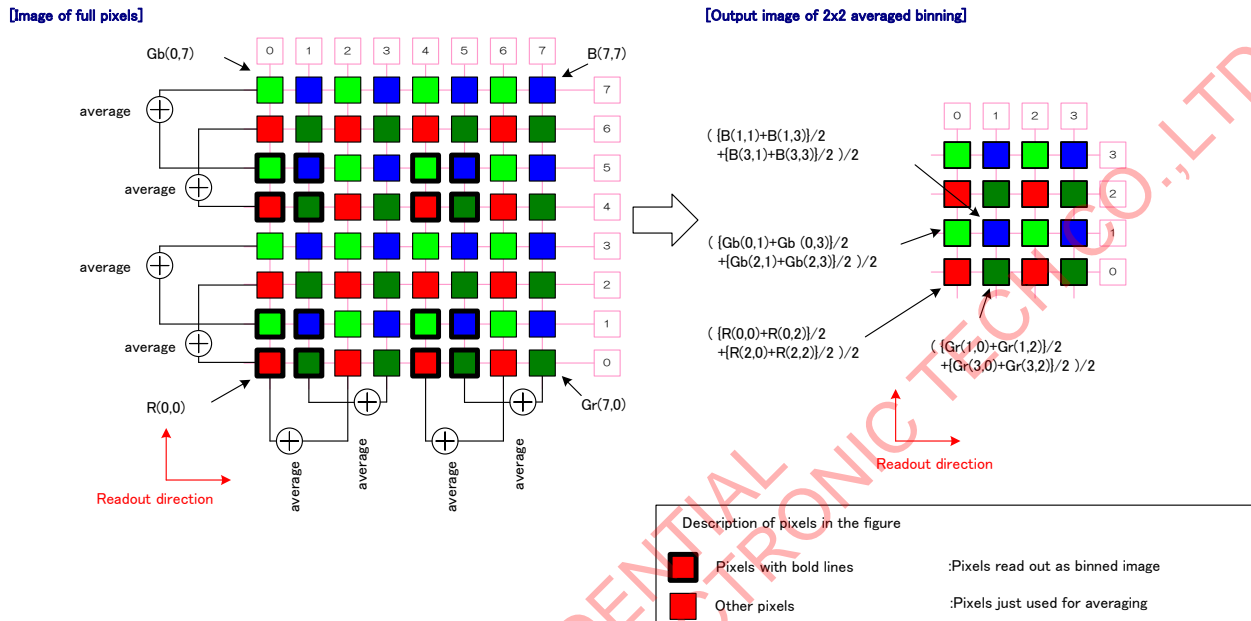 [Image of full pixels]
[Output image of 2x2 averaged binning]
Gb(0,7)
0 1 2 3 4 5 6 7
B(7,7)
7
6
5
4
3
2
1
0
average
average
average
average
R(0,0)
Gr(7,0)
average
average
average
average
Readout direction
0 1 2 3
3
2
1
0
( {B(1,1)+B(1,3)}/2
+{B(3,1)+B(3,3)}/2 )/2
( {Gb(0,1)+Gb (0,3)}/2
+{Gb(2,1)+Gb(2,3)}/2 )/2
( {R(0,0)+R(0,2)}/2
+{R(2,0)+R(2,2)}/2 )/2
( {Gr(1,0)+Gr(1,2)}/2
+{Gr(3,0)+Gr(3,2)}/2 )/2
Readout direction
Description of pixels in the figure
Pixels with bold lines :Pixels read out as binned image
Other pixels :Pixels just used for averaging
TECH CO.,LTD